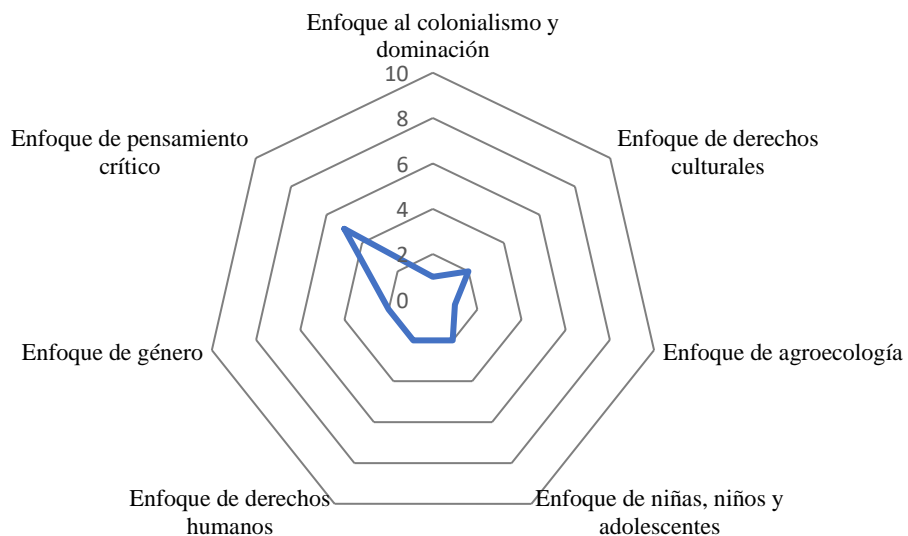 Enfoque al colonialismo y
dominación
10
8
6
4
2
0
Enfoque de derechos
culturales
Enfoque de agroecología
Enfoque de niñas, niños y
adolescentes
Enfoque de derechos
humanos
Enfoque de género
Enfoque de pensamiento
crítico